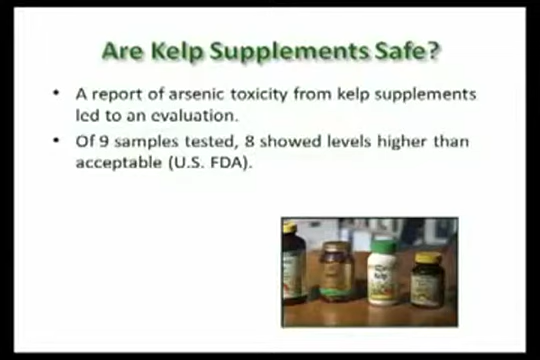 Are Kelp Supplements Safe?
• A report of arsenic toxicity from kelp supplements
led to an evaluation.
• Of 9 samples tested, 8 showed levels higher than
acceptable (U.S. FDA).